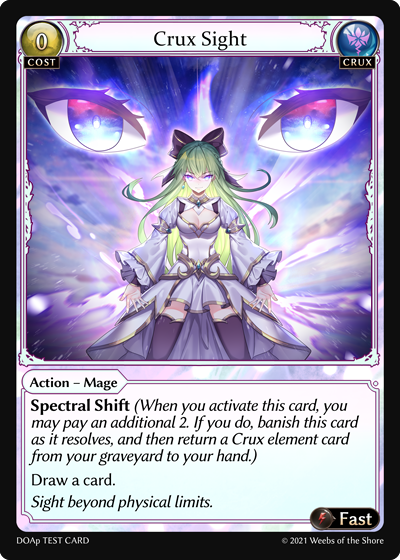 0
Crux Sight
COST
CRUX
Action – Mage
Spectral Shift (When you activate this card, you
may pay an additional 2. If you do, banish this card
as it resolves, and then return a Crux element card
from your graveyard to your hand.)
Draw a card.
Sight beyond physical limits.
Fast
DOAp TEST CARD
© 2021 Weebs of the Shore